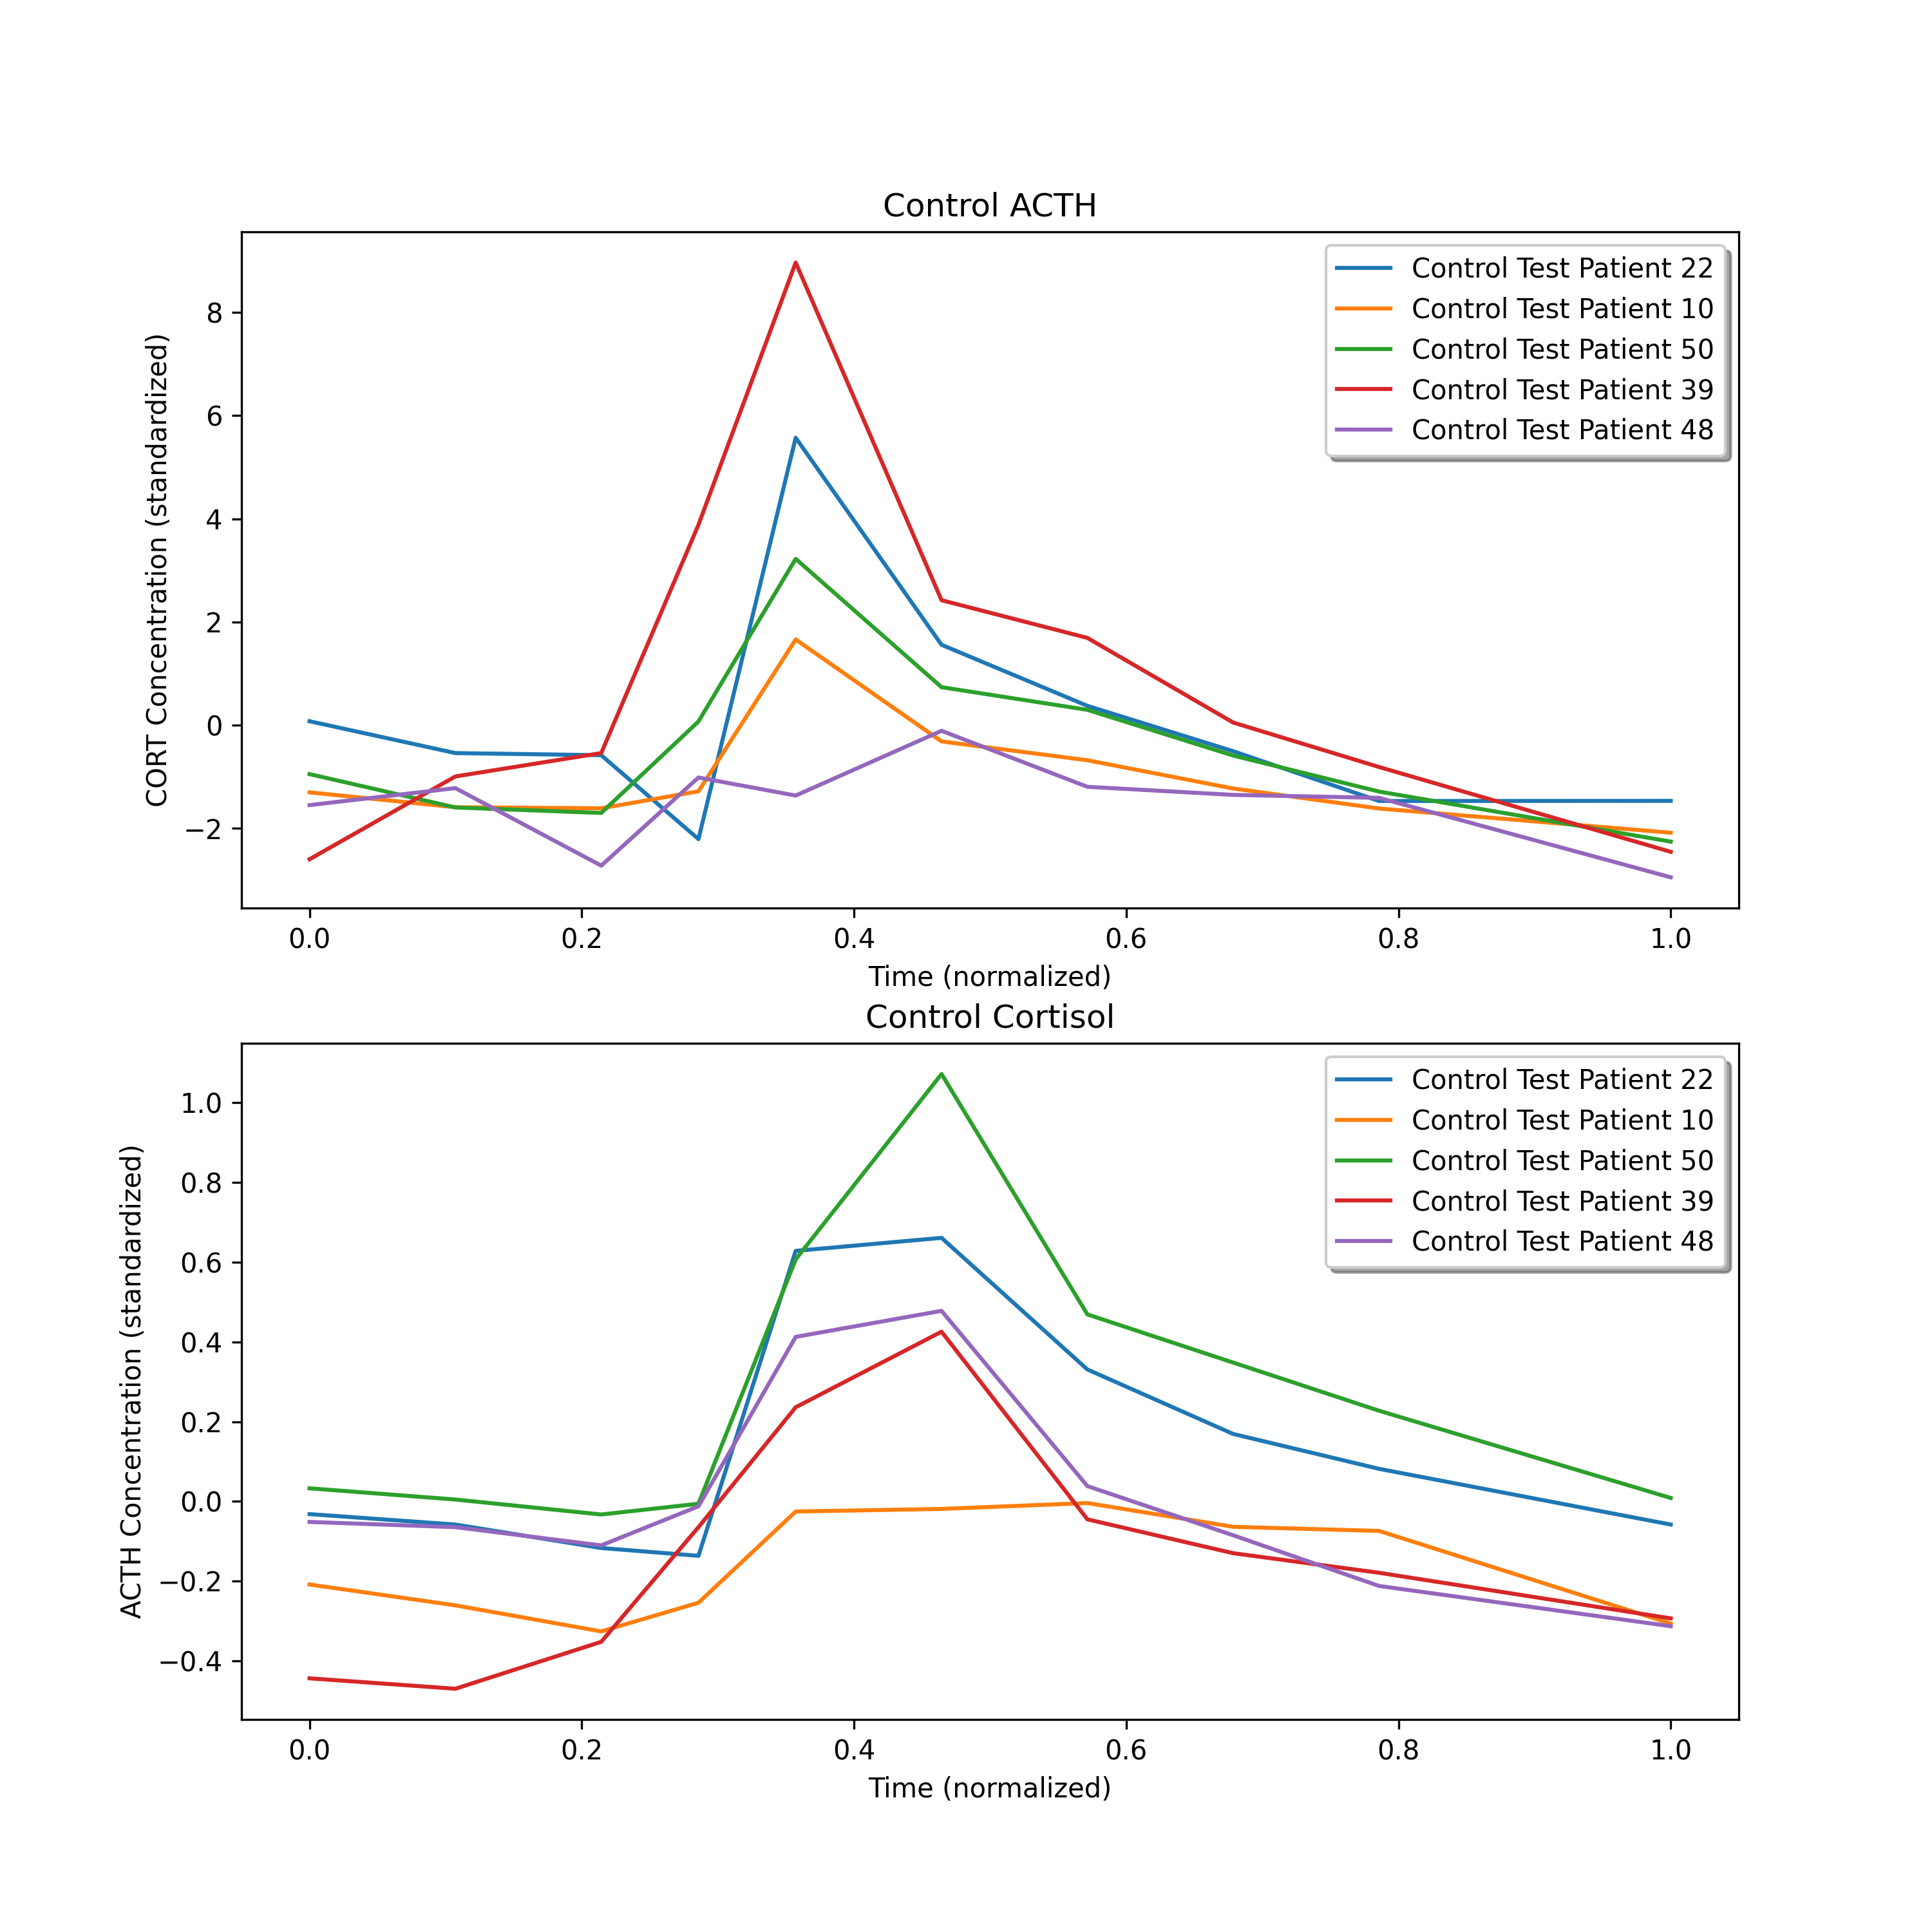 Control ACTH
CORT Concentration (standardized)
8
6
4
2
0
−2
Control Test Patient 22
Control Test Patient 10
Control Test Patient 50
Control Test Patient 39
Control Test Patient 48
0.0 0.2 0.4 0.6 0.8 1.0
Time (normalized)
Control Cortisol
ACTH Concentration (standardized)
1.0
0.8
0.6
0.4
0.2
0.0
−0.2
−0.4
Control Test Patient 22
Control Test Patient 10
Control Test Patient 50
Control Test Patient 39
Control Test Patient 48
0.0 0.2 0.4 0.6 0.8 1.0
Time (normalized)